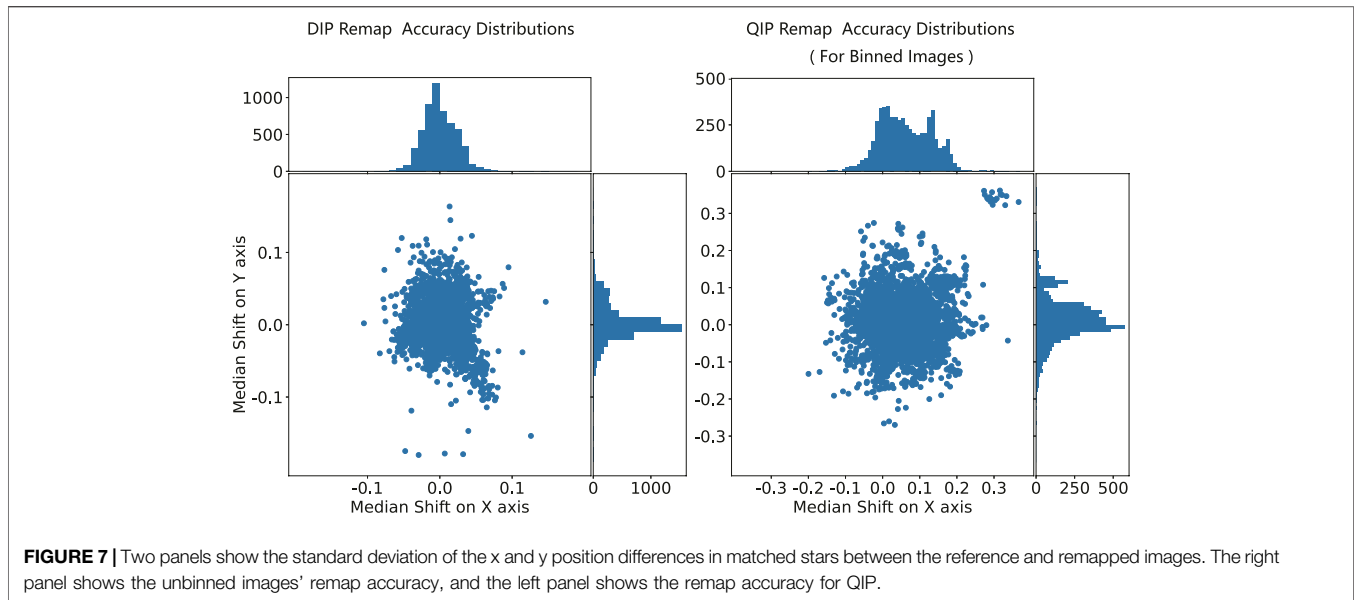 DIP Remap Accuracy Distributions
1000
500
0
Median Shift on Y axis
0.1
0.0
-0.1
-0.1 0.0 0.1
Median Shift on X axis
0 1000
QIP Remap Accuracy Distributions
( For Binned Images )
500
250
0
0.3
0.2
0.1
0.0
-0.1
-0.2
-0.3
-0.3 -0.2 -0.1 0.0 0.1 0.2 0.3
Median Shift on X axis
0 250 500
FIGURE 7 | Two panels show the standard deviation of the x and y position differences in matched stars between the reference and remapped images. The right
panel shows the unbinned images' remap accuracy, and the left panel shows the remap accuracy for QIP.